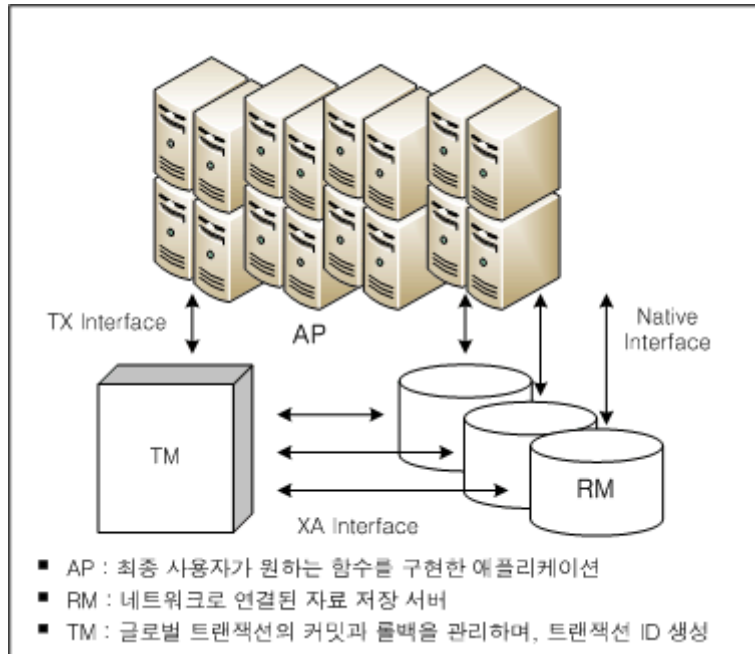 TX Interface
AP
Native
Interface
TM
RM
XA Interface
▪ AP : 최종 사용자가 원하는 함수를 구현한 애플리케이션
▪ RM : 네트워크로 연결된 자료 저장 서버
▪ TM : 글로벌 트랜잭션의 커밋과 롤백을 관리하며, 트랜잭션 ID 생성